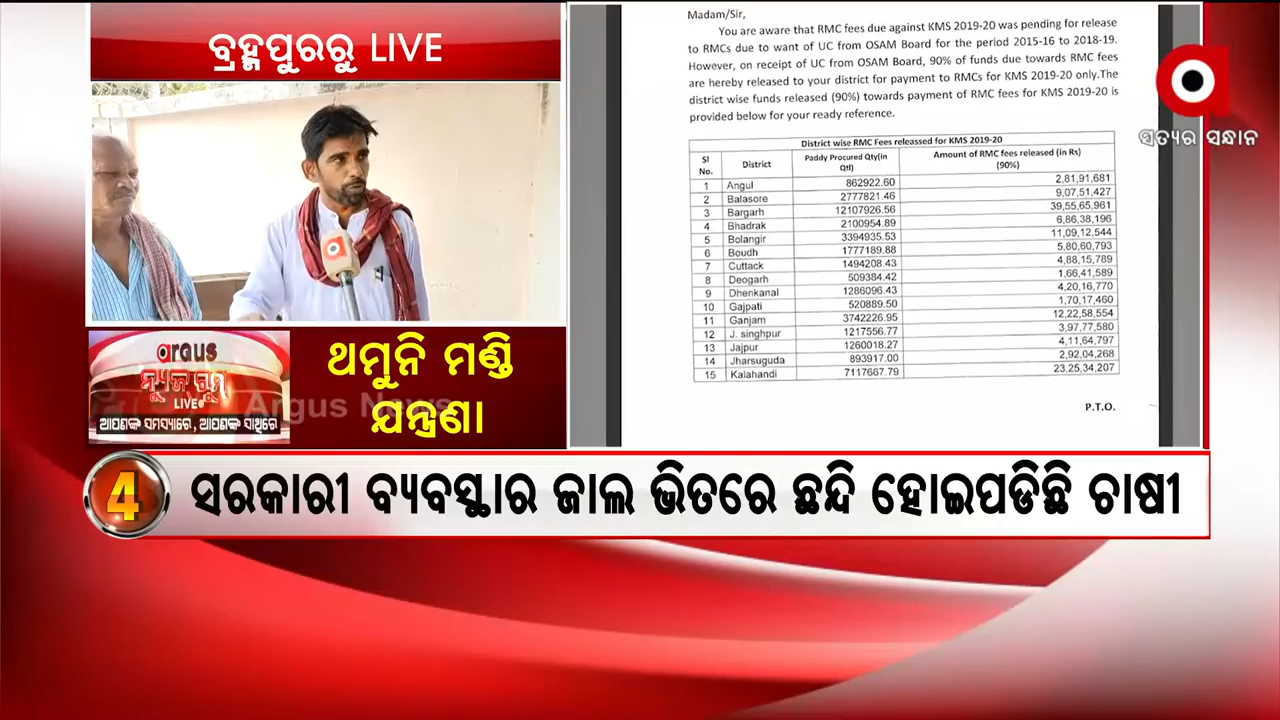 ବ୍ରହ୍ମପୁରରୁ LIVE
argus
ନ୍ୟୁଜ୍ ରୁମ୍
LIVE
ଆପଣଙ୍କ ସମସ୍ୟାରେ, ଆପଣଙ୍କ ସାଥିରେ
Argus News
ଥମୁନି ମଣ୍ଡି
ଯନ୍ତ୍ରଣା
Madam/Sir,
You are aware that RMC fees due against KMS 2019-20 was pending for release
to RMCs due to want of UC from OSAM Board for the period 2015-16 to 2018-19.
However, on receipt of UC from OSAM Board, 90% of funds due towards RMC fees
are hereby released to your district for payment to RMCs for KMS 2019-20 only.The
district wise funds released (90%) towards payment of RMC fees for KMS 2019-20 is
provided below for your ready reference.
District wise RMC Fees releassed for KMS 2019-20
Sl No. District Paddy Procured Qty(in Qtl) Amount of RMC fees released (in Rs) (90%)
1 Angul 862922.60 2,81,91,681
2 Balasore 2777821.46 9,07,51,427
3 Bargarh 12107926.56 39,55,65,961
4 Bhadrak 2100954.89 6,86,38,196
5 Bolangir 3394935.53 11,09,12,544
6 Boudh 1777189.88 5,80,60,793
7 Cuttack 1494208.43 4,88,15,789
8 Deogarh 509384.42 1,66,41,589
9 Dhenkanal 1286096.43 4,20,16,770
10 Gajpati 520889.50 1,70,17,460
11 Ganjam 3742226.95 12,22,58,554
12 J. singhpur 1217556.77 3,97,77,580
13 Jajpur 1260018.27 4,11,64,797
14 Jharsuguda 893917.00 2,92,04,268
15 Kalahandi 7117667.79 23,25,34,207
P.T.O.
ସତ୍ୟର ସନ୍ଧାନ
4 ସରକାରୀ ବ୍ୟବସ୍ଥାର ଜାଲ ଭିତରେ ଛନ୍ଦି ହୋଇପଡିଛି ଚାଷୀ